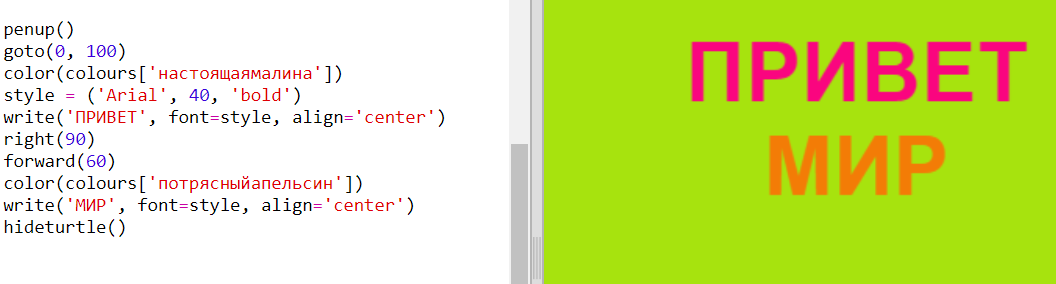 penup()
goto(0, 100)
color(colours['настоящаямалина'])
style = ('Arial', 40, 'bold')
write('ПРИВЕТ', font=style, align='center')
right(90)
forward(60)
color(colours['потрясныйапельсин'])
write('МИР', font=style, align='center')
hideturtle()
ПРИВЕТ
МИР